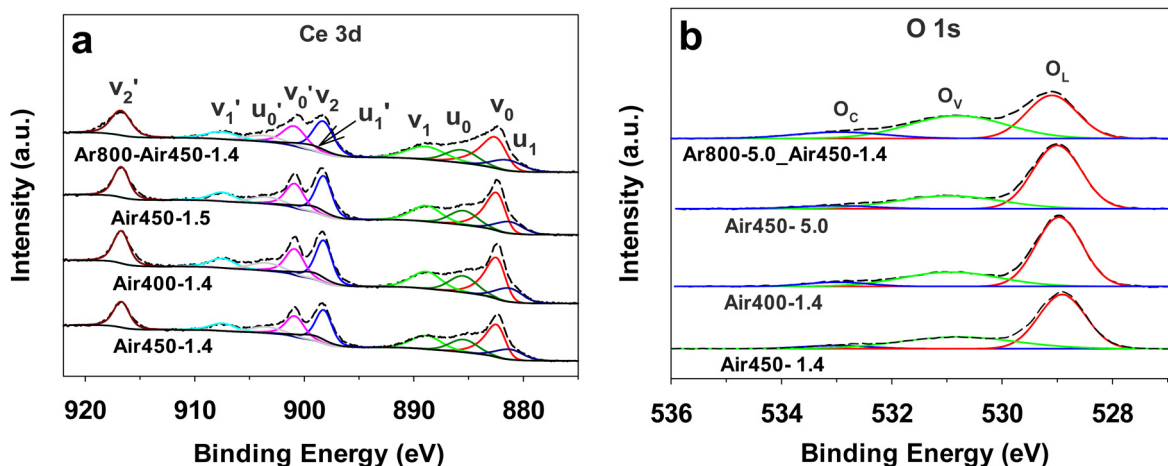 a
Ce 3d
v2' v1' u0' v0' v2 u1' v1 u0 v0 u1
Ar800-Air450-1.4
Air450-1.5
Air400-1.4
Air450-1.4
Intensity (a.u.)
920 910 900 890 880
Binding Energy (eV)
b
O 1s
OC OV OL
Ar800-5.0_Air450-1.4
Air450- 5.0
Air400-1.4
Air450- 1.4
Intensity (a.u.)
536 534 532 530 528
Binding Energy (eV)